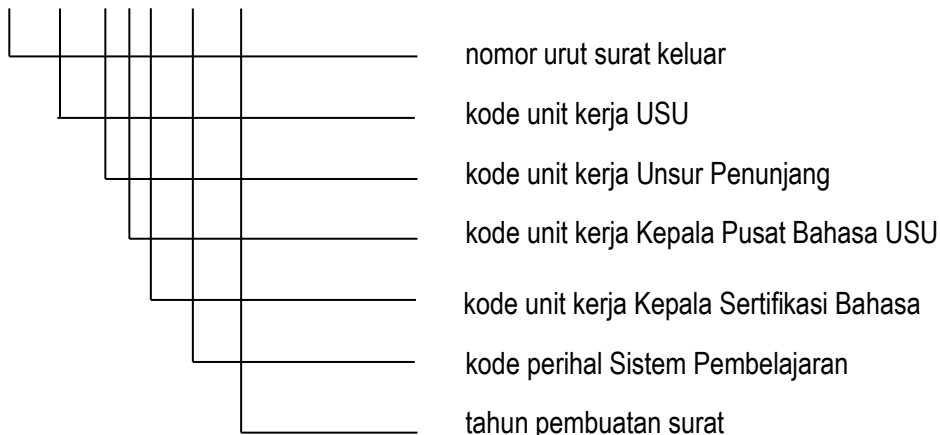 nomor urut surat keluar
kode unit kerja USU
kode unit kerja Unsur Penunjang
kode unit kerja Kepala Pusat Bahasa USU
kode unit kerja Kepala Sertifikasi Bahasa
kode perihal Sistem Pembelajaran
tahun pembuatan surat